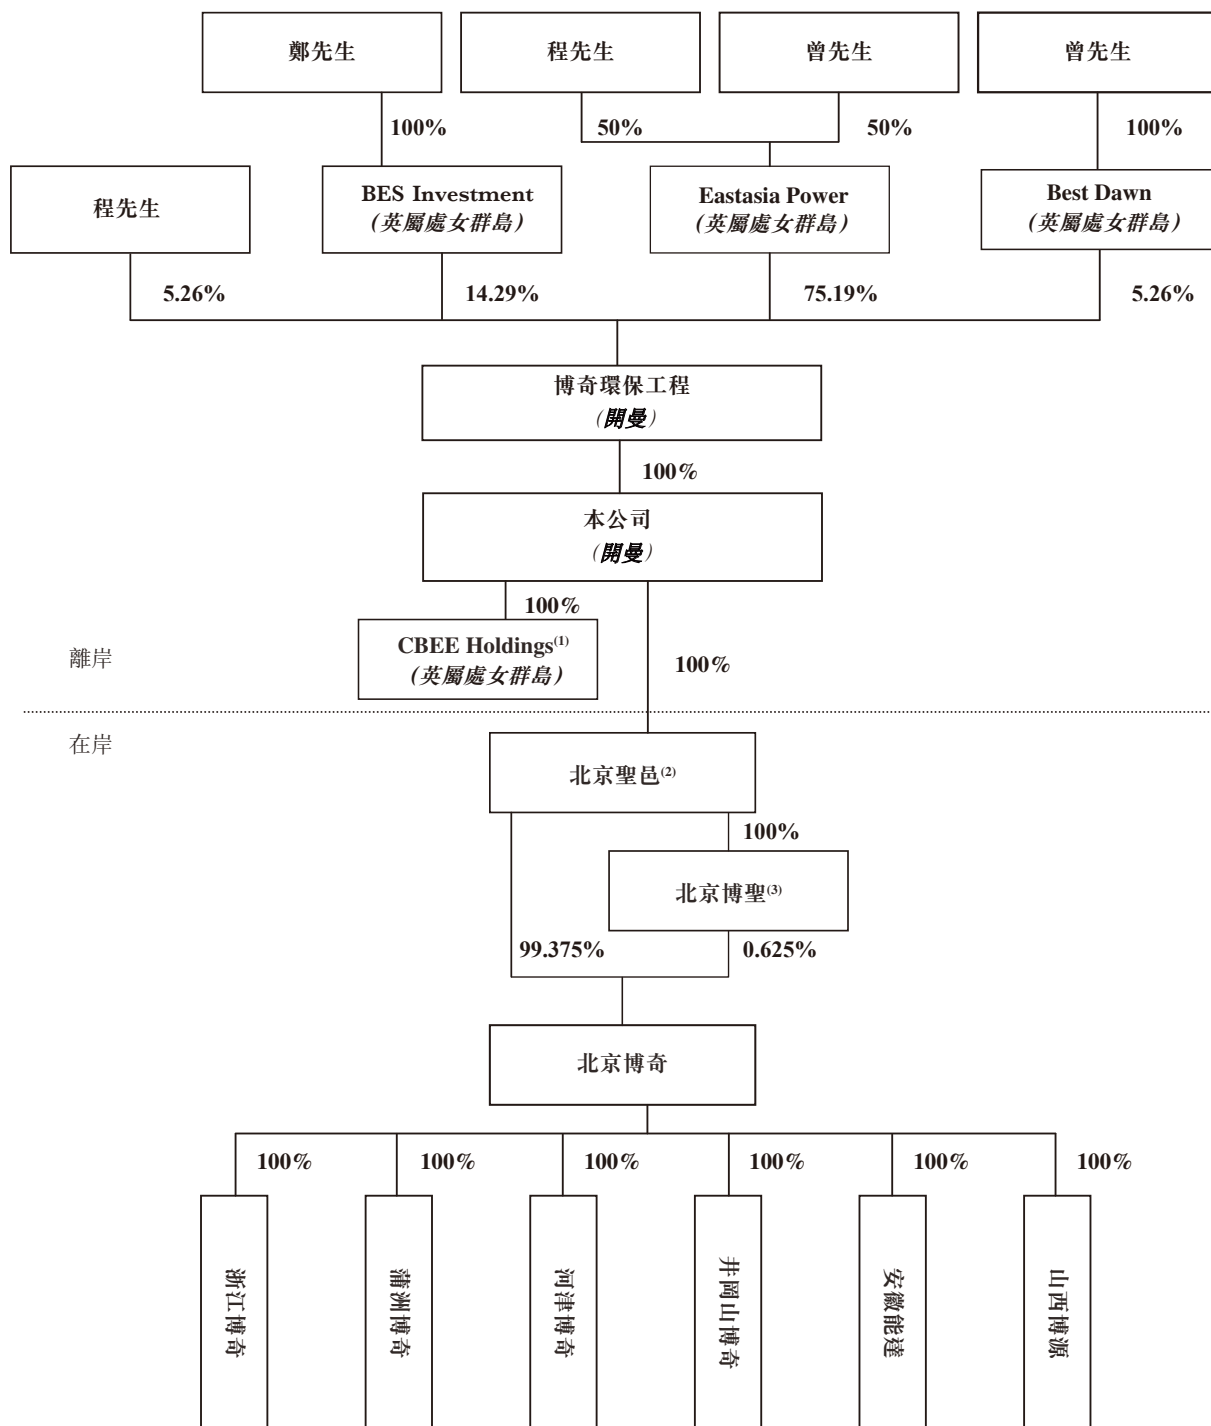 鄭先生
程先生
曾先生
曾先生
100%
50%
50%
100%
程先生
BES Investment
(英屬處女群島)
Eastasia Power
(英屬處女群島)
Best Dawn
(英屬處女群島)
5.26%
14.29%
75.19%
5.26%
博奇環保工程
(開曼)
100%
本公司
(開曼)
100%
CBEE Holdings(1)
(英屬處女群島)
100%
離岸
在岸
北京聖邑(2)
100%
北京博聖(3)
99.375%
0.625%
北京博奇
100%
100%
100%
100%
100%
100%
浙江博奇
蒲洲博奇
河津博奇
井岡山博奇
安徽能達
山西博源